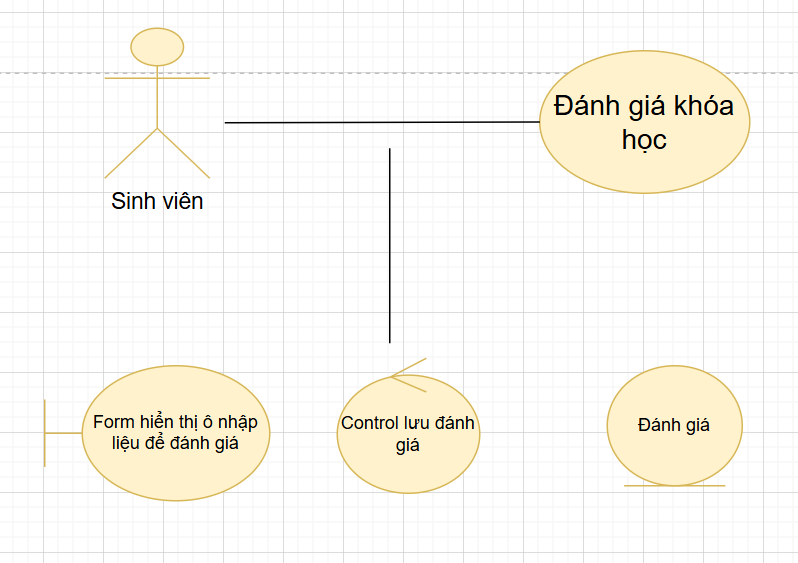 Đánh giá khóa
học
Sinh viên
Form hiển thị ô nhập
liệu để đánh giá
Control lưu đánh
giá
Đánh giá